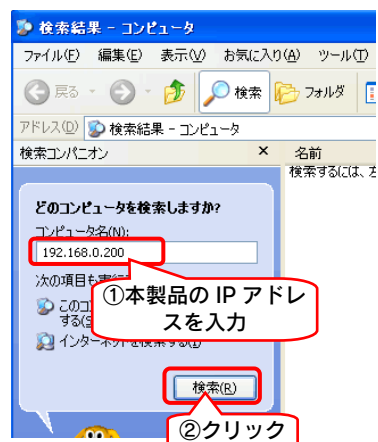 検索結果 - コンピュータ
ファイル(F) 編集(E) 表示(V) お気に入り(A) ツール(T)
戻る 検索 フォルダ
アドレス(D) 検索結果 - コンピュータ
検索コンパニオン × 名前
検索するには、左
どのコンピュータを検索しますか?
コンピュータ名(N):
192.168.0.200
次の項目も
①本製品の IP アドレ
スを入力
この
する(S
インターネットを検索する(I)
検索(R)
②クリック